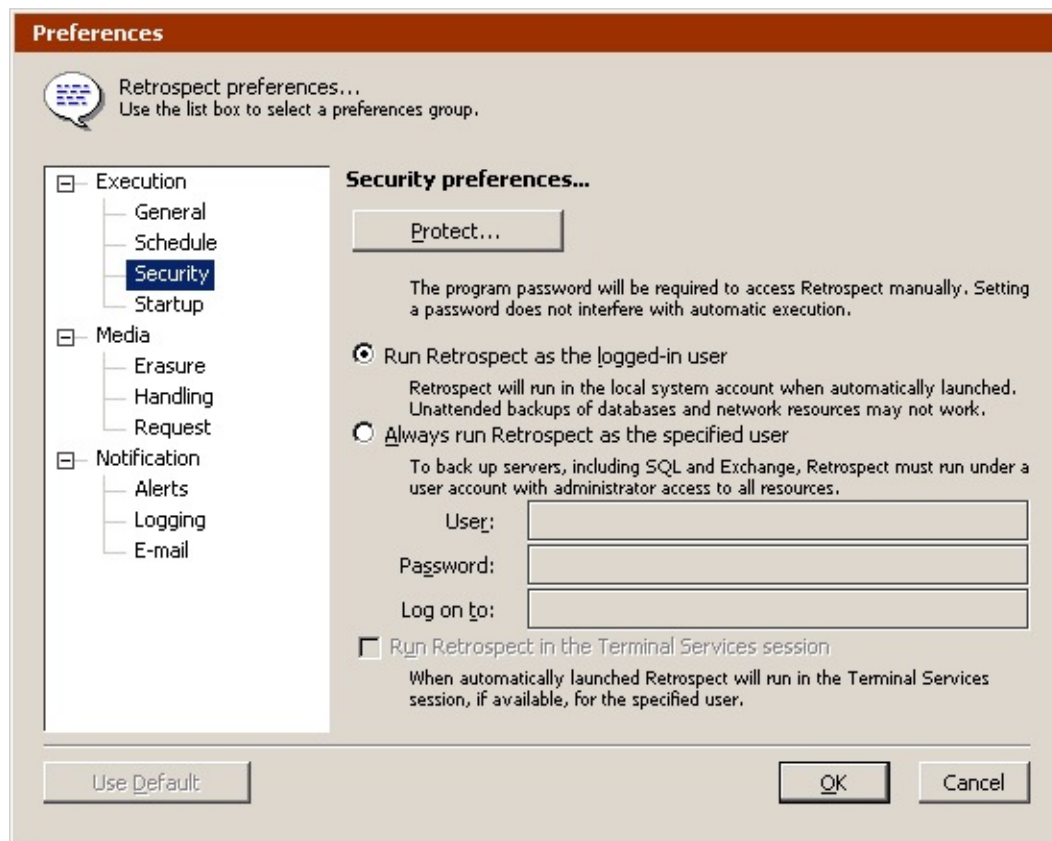 Preferences
Retrospect preferences...
Use the list box to select a preferences group.
Execution
General
Schedule
Security
Startup
Media
Erasure
Handling
Request
Notification
Alerts
Logging
E-mail
Security preferences...
Protect...
The program password will be required to access Retrospect manually. Setting
a password does not interfere with automatic execution.
Run Retrospect as the logged-in user
Retrospect will run in the local system account when automatically launched.
Unattended backups of databases and network resources may not work.
Always run Retrospect as the specified user
To back up servers, including SQL and Exchange, Retrospect must run under a
user account with administrator access to all resources.
User:
Password:
Log on to:
Run Retrospect in the Terminal Services session
When automatically launched Retrospect will run in the Terminal Services
session, if available, for the specified user.
Use Default
OK
Cancel